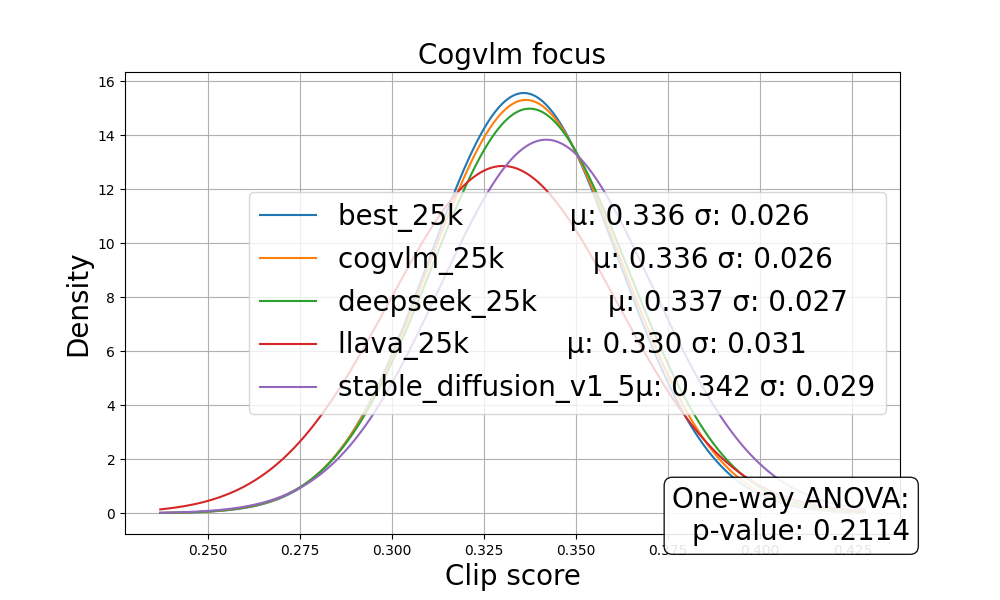 Cogvlm focus
16
14
12
10
8
6
4
2
0
Density
best_25k μ: 0.336 σ: 0.026
cogvlm_25k μ: 0.336 σ: 0.026
deepseek_25k μ: 0.337 σ: 0.027
llava_25k μ: 0.330 σ: 0.031
stable_diffusion_v1_5μ: 0.342 σ: 0.029
One-way ANOVA:
p-value: 0.2114
0.250 0.275 0.300 0.325 0.350 0.375 0.400 0.425
Clip score